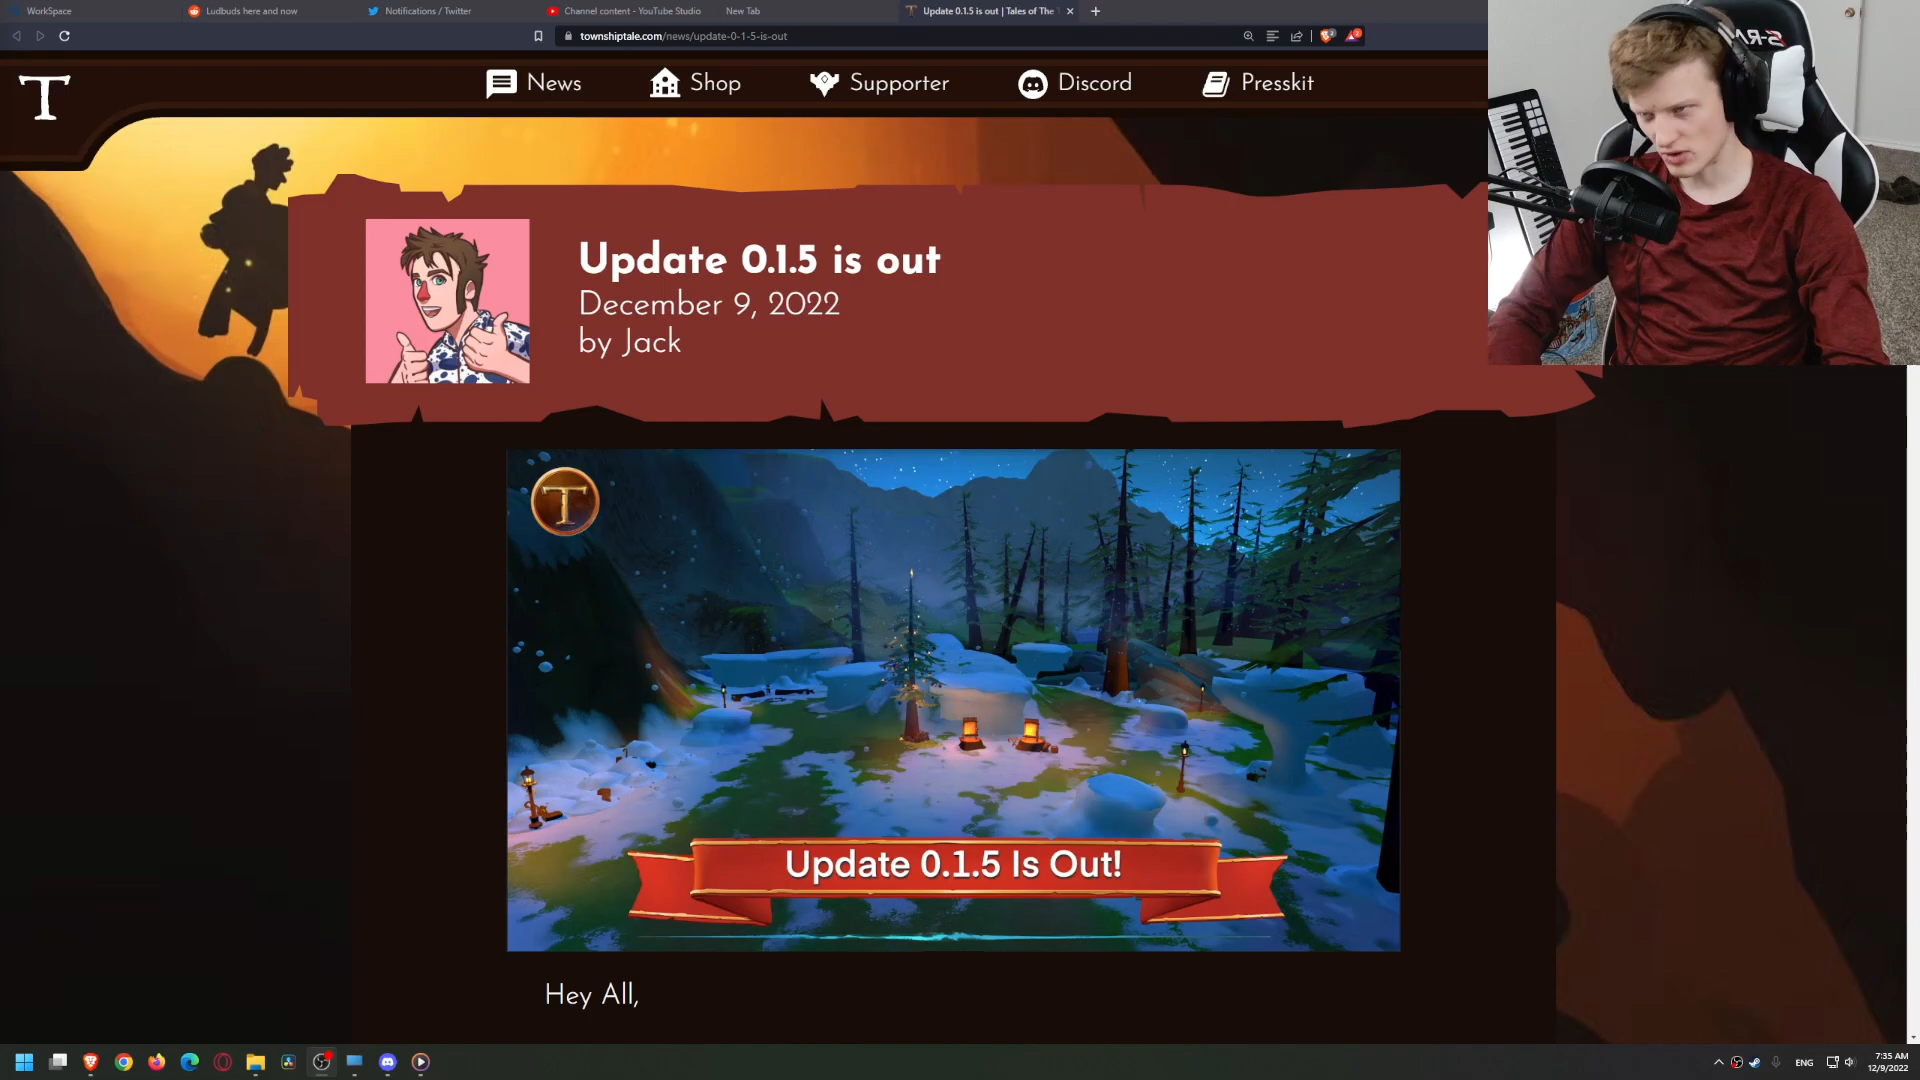 WorkSpace
Ludbuds here and now
Notifications / Twitter
Channel content - YouTube Studio
New Tab
Update 0.1.5 is out | Tales of The
townshiptale.com/news/update-0-1-5-is-out
T
News
Shop
Supporter
Discord
Presskit
Update 0.1.5 is out
December 9, 2022
by Jack
T
Update 0.1.5 Is Out!
Hey All,
ENG
7:35 AM
12/9/2022